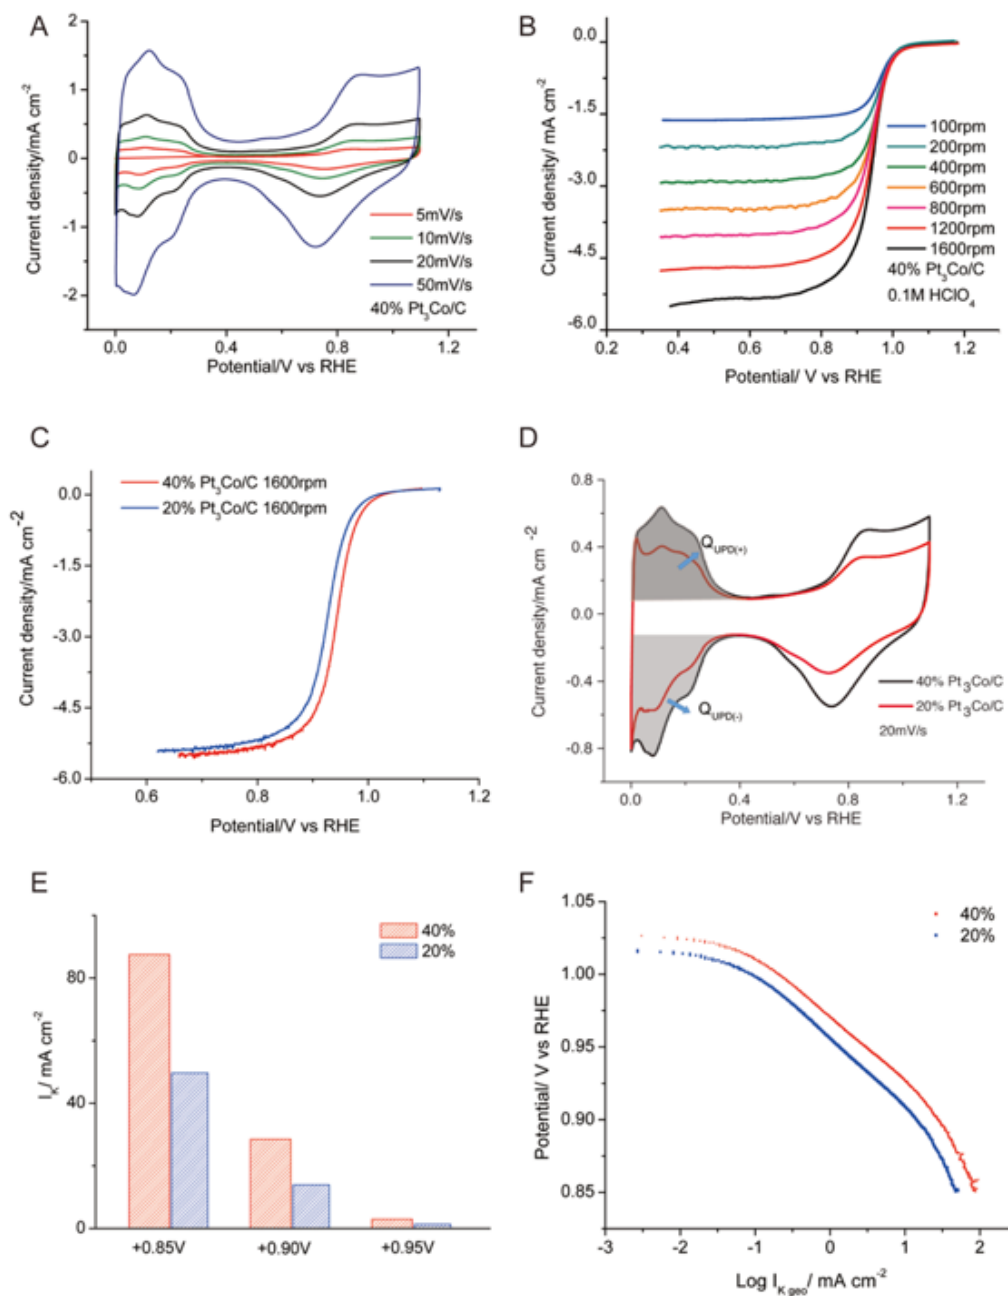 A
Current density/mA cm-2
2
1
0
-1
-2
0.0 0.4 0.8 1.2
Potential/V vs RHE
5mV/s
10mV/s
20mV/s
50mV/s
40% Pt3Co/C
B
Current density/ mA cm-2
0.0
-1.5
-3.0
-4.5
-6.0
0.2 0.4 0.6 0.8 1.0 1.2
Potential/ V vs RHE
100rpm
200rpm
400rpm
600rpm
800rpm
1200rpm
1600rpm
40% Pt3Co/C
0.1M HClO4
C
Current density/mA cm-2
0.0
-1.5
-3.0
-4.5
-6.0
0.6 0.8 1.0 1.2
Potential/V vs RHE
40% Pt3Co/C 1600rpm
20% Pt3Co/C 1600rpm
D
Current density/mA cm-2
0.8
0.4
0.0
-0.4
-0.8
0.0 0.4 0.8 1.2
Potential/V vs RHE
QUPD(+)
QUPD(-)
40% Pt3Co/C
20% Pt3Co/C
20mV/s
E
IK/ mA cm-2
80
40
0
+0.85V +0.90V +0.95V
40%
20%
F
Potential/ V vs RHE
1.05
1.00
0.95
0.90
0.85
-3 -2 -1 0 1 2
Log IK geo/ mA cm-2
40%
20%